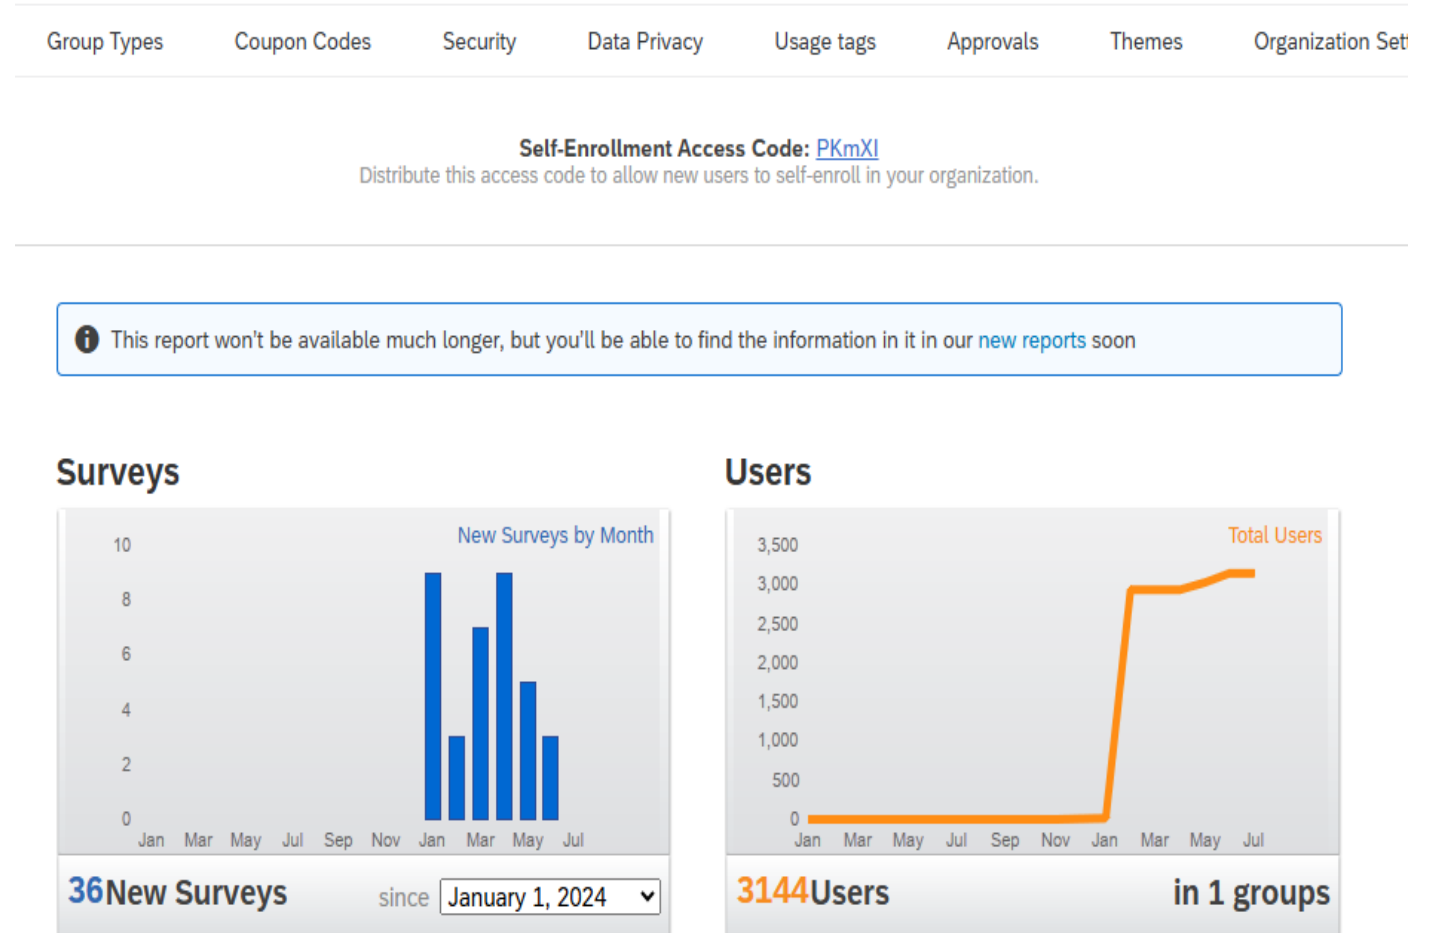 Group Types Coupon Codes Security Data Privacy Usage tags Approvals Themes Organization Set
Self-Enrollment Access Code: PKmXI
Distribute this access code to allow new users to self-enroll in your organization.
This report won't be available much longer, but you'll be able to find the information in it in our new reports soon
Surveys
New Surveys by Month
10
8
6
4
2
0
Jan Mar May Jul Sep Nov Jan Mar May Jul
36 New Surveys since January 1, 2024
Users
Total Users
3,500
3,000
2,500
2,000
1,500
1,000
500
0
Jan Mar May Jul Sep Nov Jan Mar May Jul
3144 Users in 1 groups